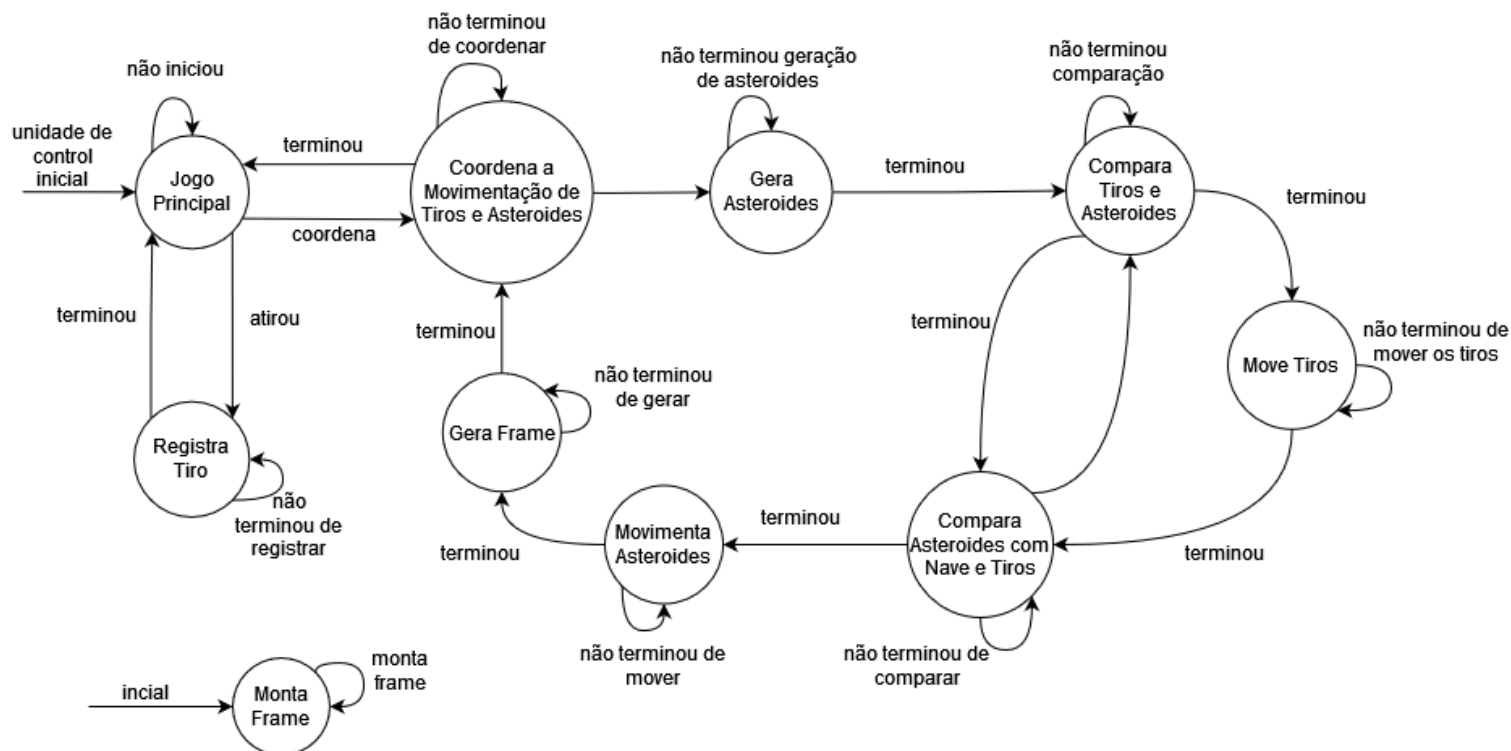 não terminou
de coordenar
não iniciou
não terminou geração
de asteroides
não terminou
comparação
unidade de
control
inicial
terminou
Jogo
Principal
coordena
Coordena a
Movimentação de
Tiros e Asteroides
Gera
Asteroides
terminou
Compara
Tiros e
Asteroides
terminou
terminou
atirou
terminou
terminou
Move Tiros
não terminou de
mover os tiros
não terminou
de gerar
Gera Frame
Registra
Tiro
não
terminou de
registrar
terminou
Movimenta
Asteroides
terminou
Compara
Asteroides com
Nave e Tiros
terminou
não terminou de
mover
não terminou de
comparar
incial
Monta
Frame
monta
frame